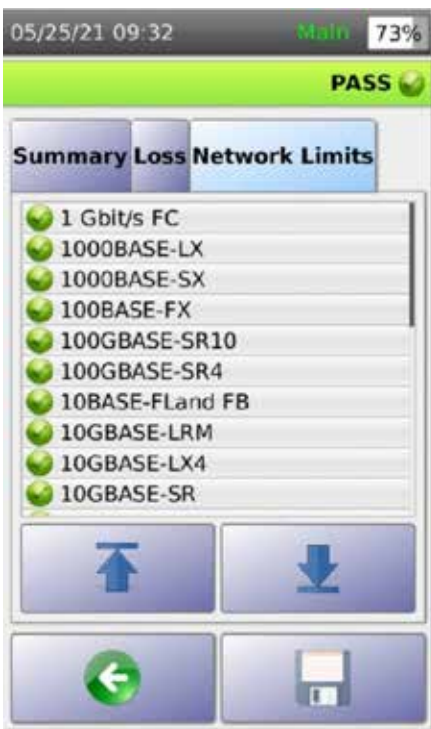 05/25/21 09:32 Main 73%
PASS
Summary Loss Network Limits
1 Gbit/s FC
1000BASE-LX
1000BASE-SX
100BASE-FX
100GBASE-SR10
100GBASE-SR4
10BASE-FLand FB
10GBASE-LRM
10GBASE-LX4
10GBASE-SR